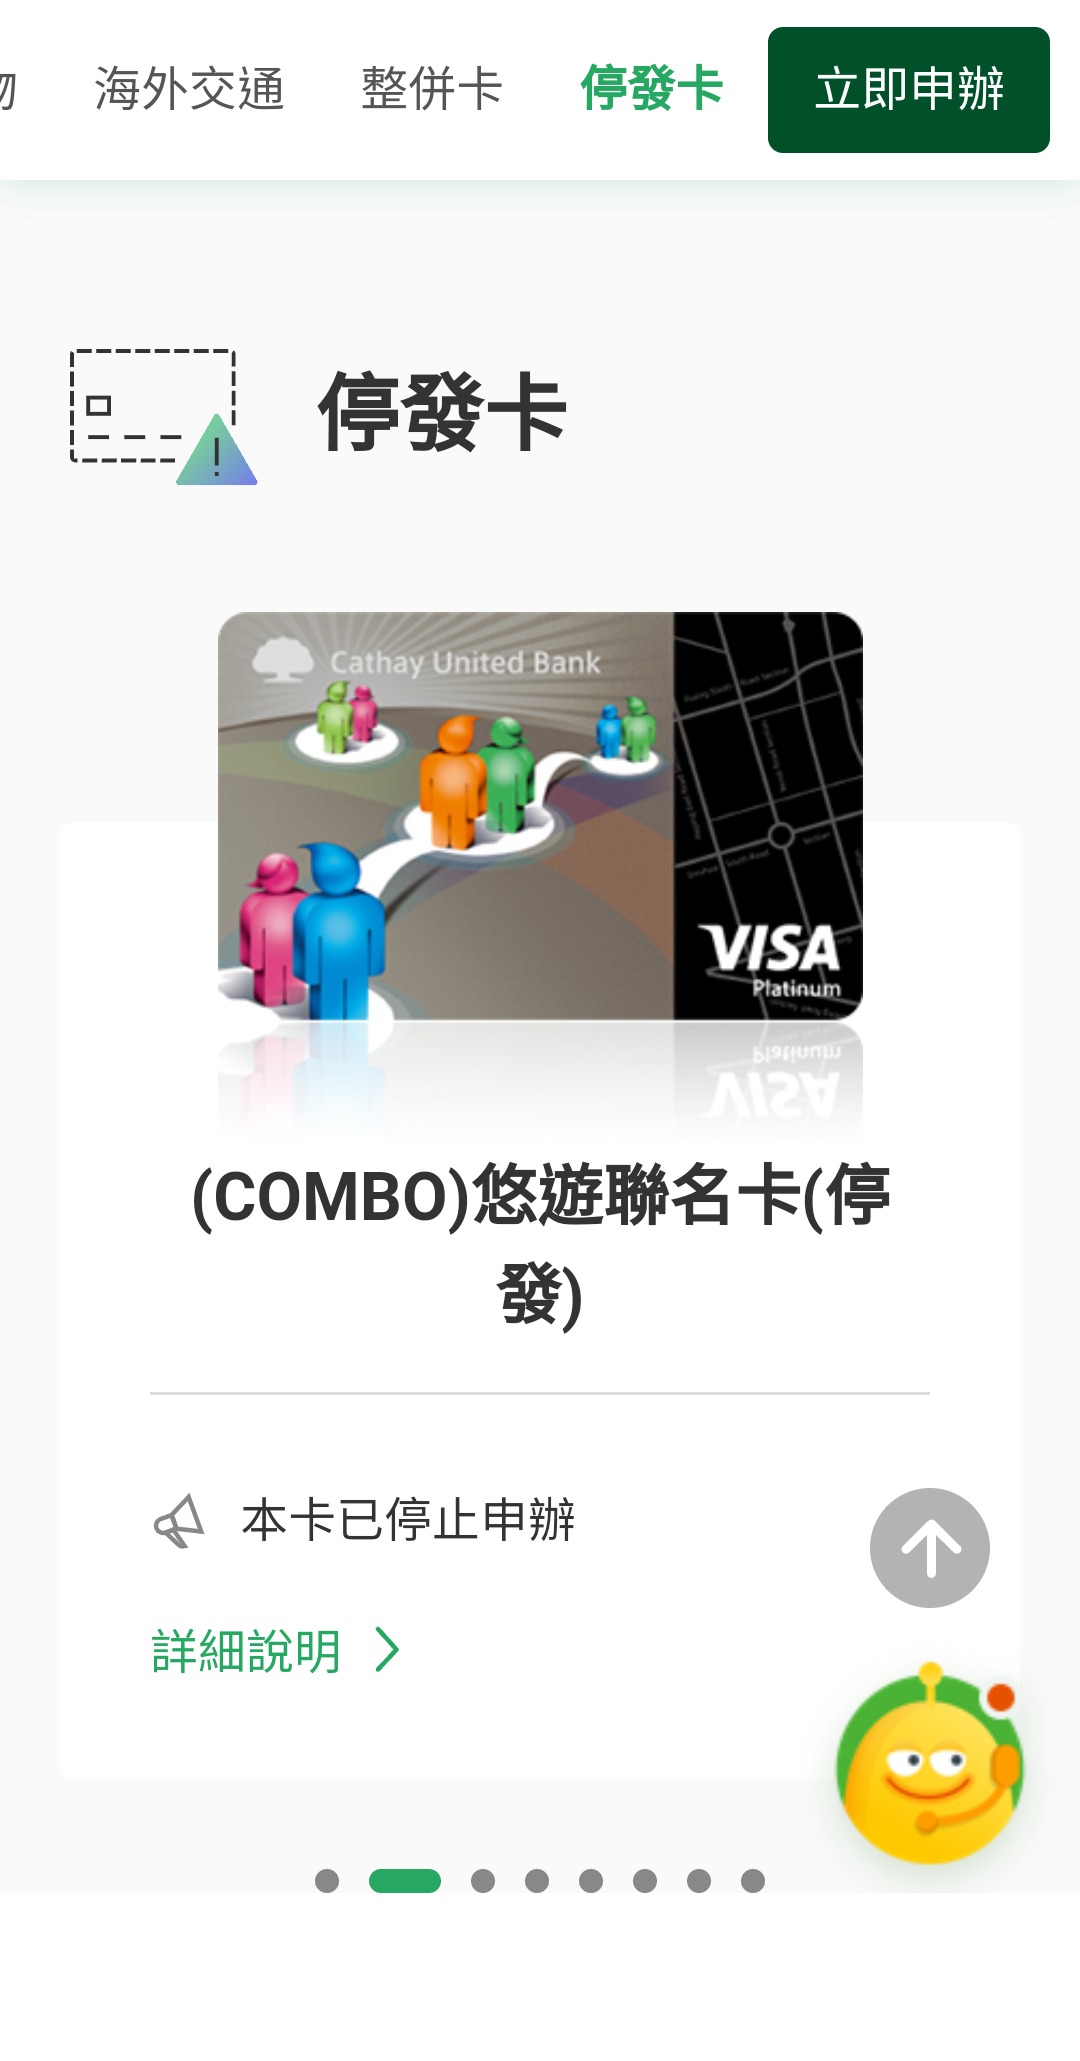 海外交通 整併卡 停發卡 立即申辦
停發卡
Cathay United Bank
VISA
Platinum
(COMBO)悠遊聯名卡(停
發)
本卡已停止申辦
詳細說明